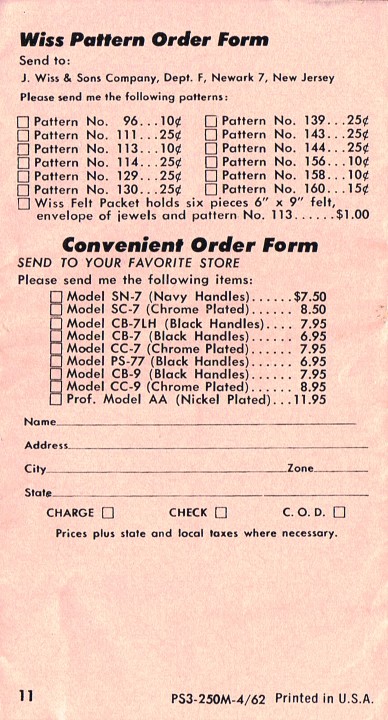 Wiss Pattern Order Form
Send to:
J. Wiss & Sons Company, Dept. F, Newark 7, New Jersey
Please send me the following patterns:
Pattern No. 96...10¢ Pattern No. 139...25¢
Pattern No. 111...25¢ Pattern No. 143...25¢
Pattern No. 113...10¢ Pattern No. 144...25¢
Pattern No. 114...25¢ Pattern No. 156...10¢
Pattern No. 129...25¢ Pattern No. 158...10¢
Pattern No. 130...25¢ Pattern No. 160...15¢
Wiss Felt Packet holds six pieces 6" x 9" felt,
envelope of jewels and pattern No. 113......$1.00
Convenient Order Form
SEND TO YOUR FAVORITE STORE
Please send me the following items:
Model SN-7 (Navy Handles)......$7.50
Model SC-7 (Chrome Plated)...... 8.50
Model CB-7LH (Black Handles).... 7.95
Model CB-7 (Black Handles)...... 6.95
Model CC-7 (Chrome Plated)...... 7.95
Model PS-77 (Black Handles)..... 6.95
Model CB-9 (Black Handles)...... 7.95
Model CC-9 (Chrome Plated)...... 8.95
Prof. Model AA (Nickel Plated)...11.95
Name
Address
City Zone
State
CHARGE CHECK C. O. D.
Prices plus state and local taxes where necessary.
11 PS3-250M-4/62 Printed in U.S.A.